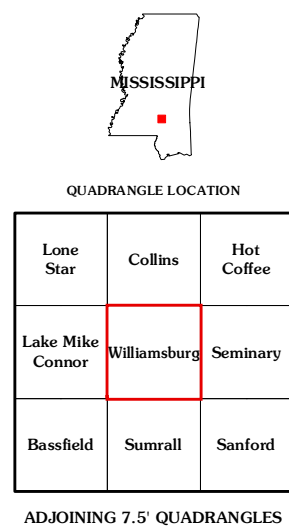 MISSISSIPPI
QUADRANGLE LOCATION
Lone
Star
Collins
Hot
Coffee
Lake Mike
Connor
Williamsburg
Seminary
Bassfield
Sumrall
Sanford
ADJOINING 7.5' QUADRANGLES